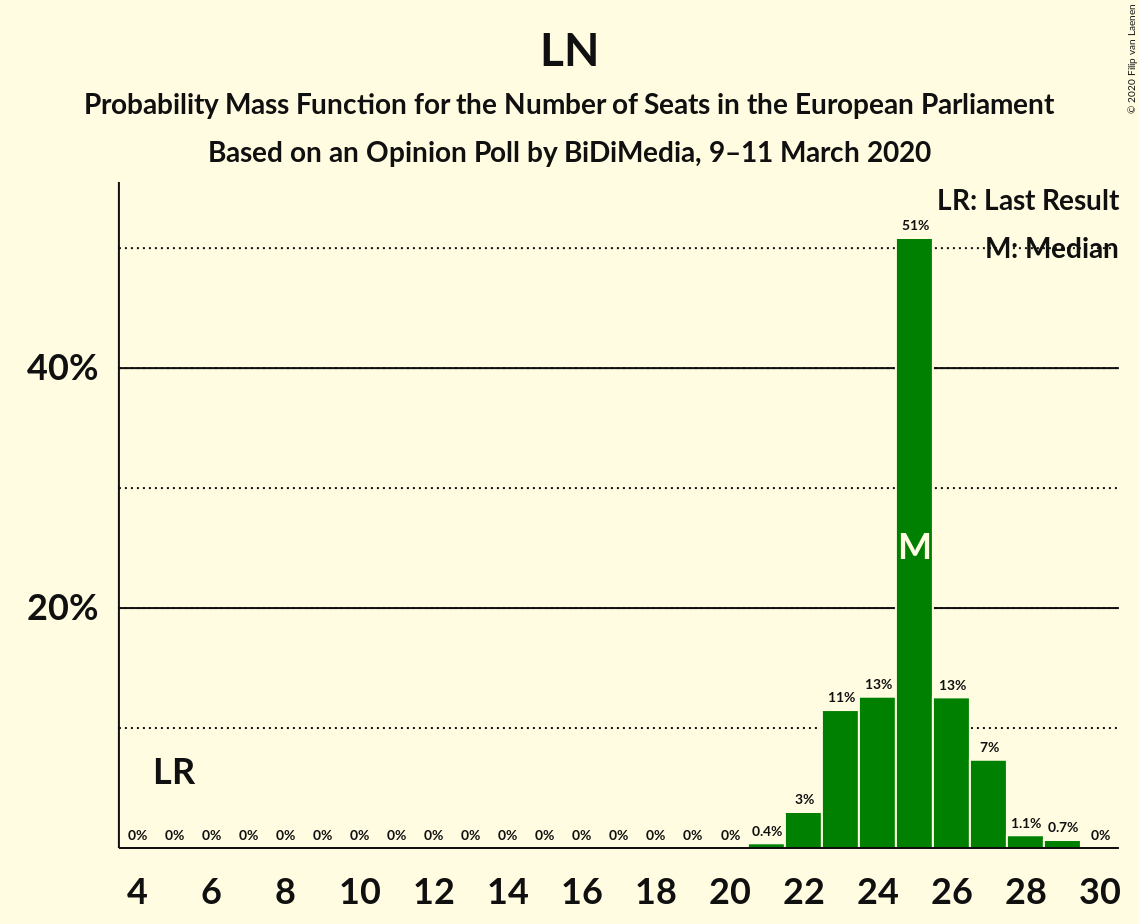 LN
Probability Mass Function for the Number of Seats in the European Parliament
Based on an Opinion Poll by BiDiMedia, 9–11 March 2020
© 2020 Filip van Laenen
LR: Last Result
M: Median
51%
40%
M
20%
11% 13% 13%
7%
LR
3%
0% 0% 0% 0% 0% 0% 0% 0% 0% 0% 0% 0% 0% 0% 0% 0% 0% 0.4% 1.1% 0.7% 0%
4 6 8 10 12 14 16 18 20 22 24 26 28 30